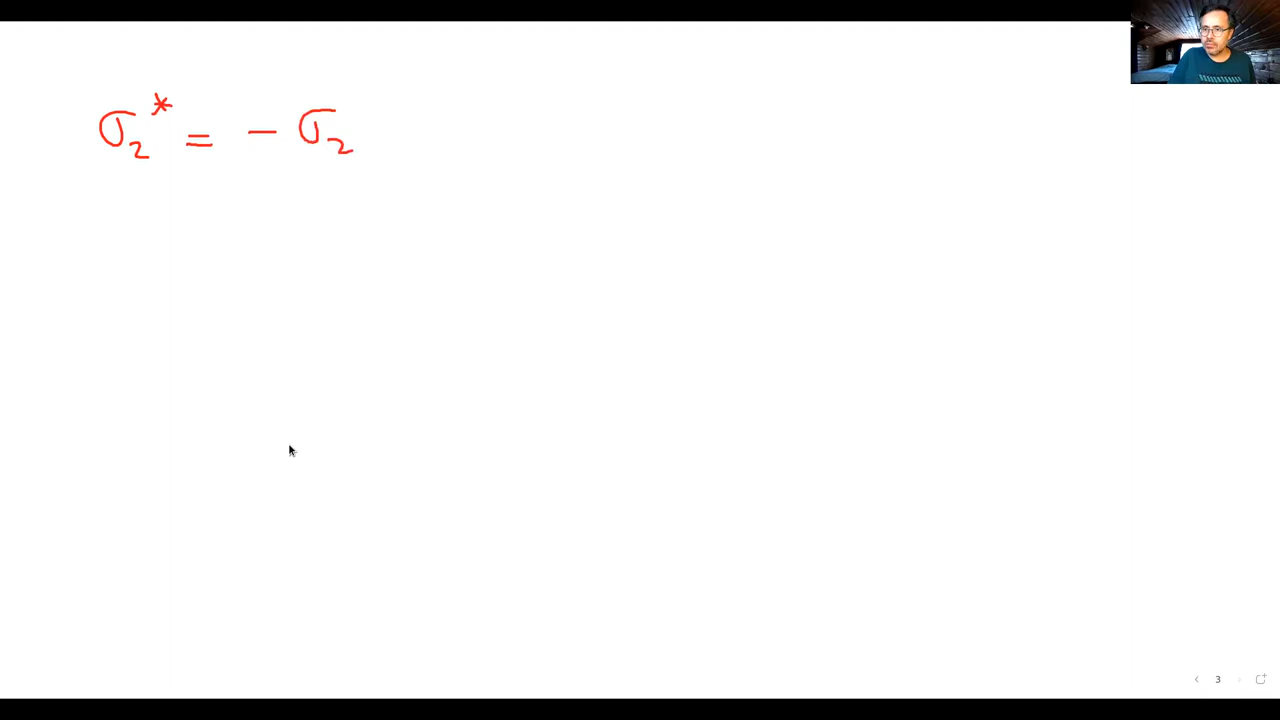 σ₂* = - σ₂
3